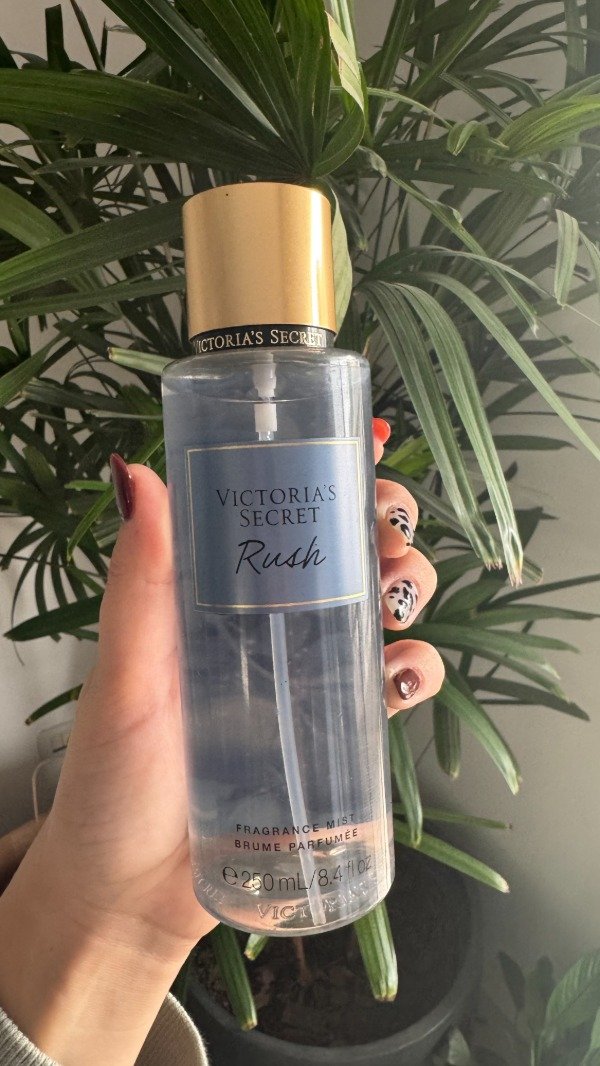 VICTORIA'S SECRET
VICTORIA'S
SECRET
Rush
FRAGRANCE MIST
BRUME PARFUMÉE
℮ 250 mL/8.4 fl oz